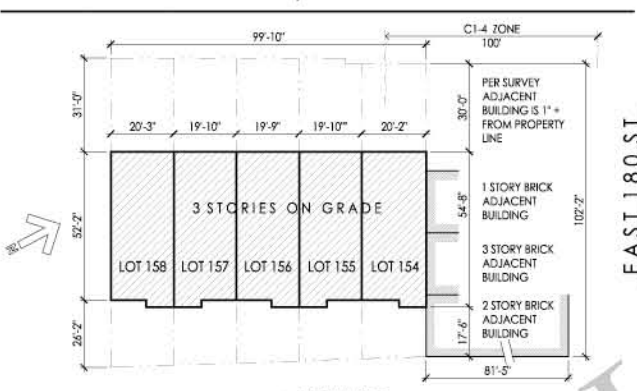 C1-4 ZONE
99'-10"
100'
31'-0"
30'-0"
PER SURVEY
ADJACENT
BUILDING IS 1" +
FROM PROPERTY
LINE
20'-3"
19'-10"
19'-9"
19'-10""
20'-2"
EAST 180 ST.
52'-2"
3 STORIES ON GRADE
54'-8"
1 STORY BRICK
ADJACENT
BUILDING
102'-2"
3 STORY BRICK
ADJACENT
BUILDING
LOT 158
LOT 157
LOT 156
LOT 155
LOT 154
26'-2"
17'-6"
2 STORY BRICK
ADJACENT
BUILDING
81'-5"